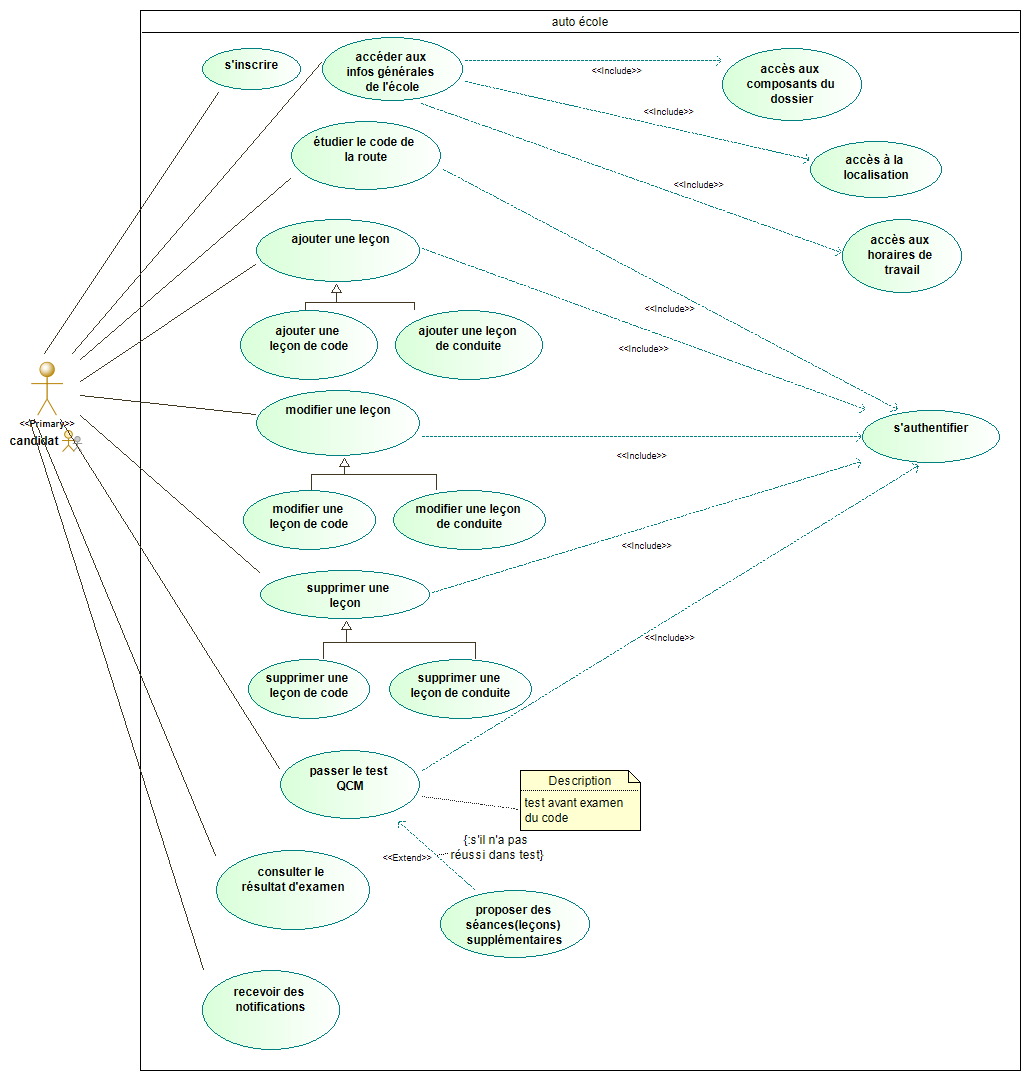 auto école
s'inscrire
accéder aux
infos générales
de l'école
<<Include>>
accès aux
composants du
dossier
<<Include>>
étudier le code de
la route
accès à la
localisation
<<Include>>
ajouter une leçon
accès aux
horaires de
travail
<<Include>>
ajouter une
leçon de code
ajouter une leçon
de conduite
<<Include>>
<<Primary>>
candidat
modifier une leçon
s'authentifier
<<Include>>
modifier une
leçon de code
modifier une leçon
de conduite
<<Include>>
supprimer une
leçon
<<Include>>
supprimer une
leçon de code
supprimer une
leçon de conduite
passer le test
QCM
Description
test avant examen
du code
{:s'il n'a pas
réussi dans test}
<<Extend>>
consulter le
résultat d'examen
proposer des
séances(leçons)
supplémentaires
recevoir des
notifications